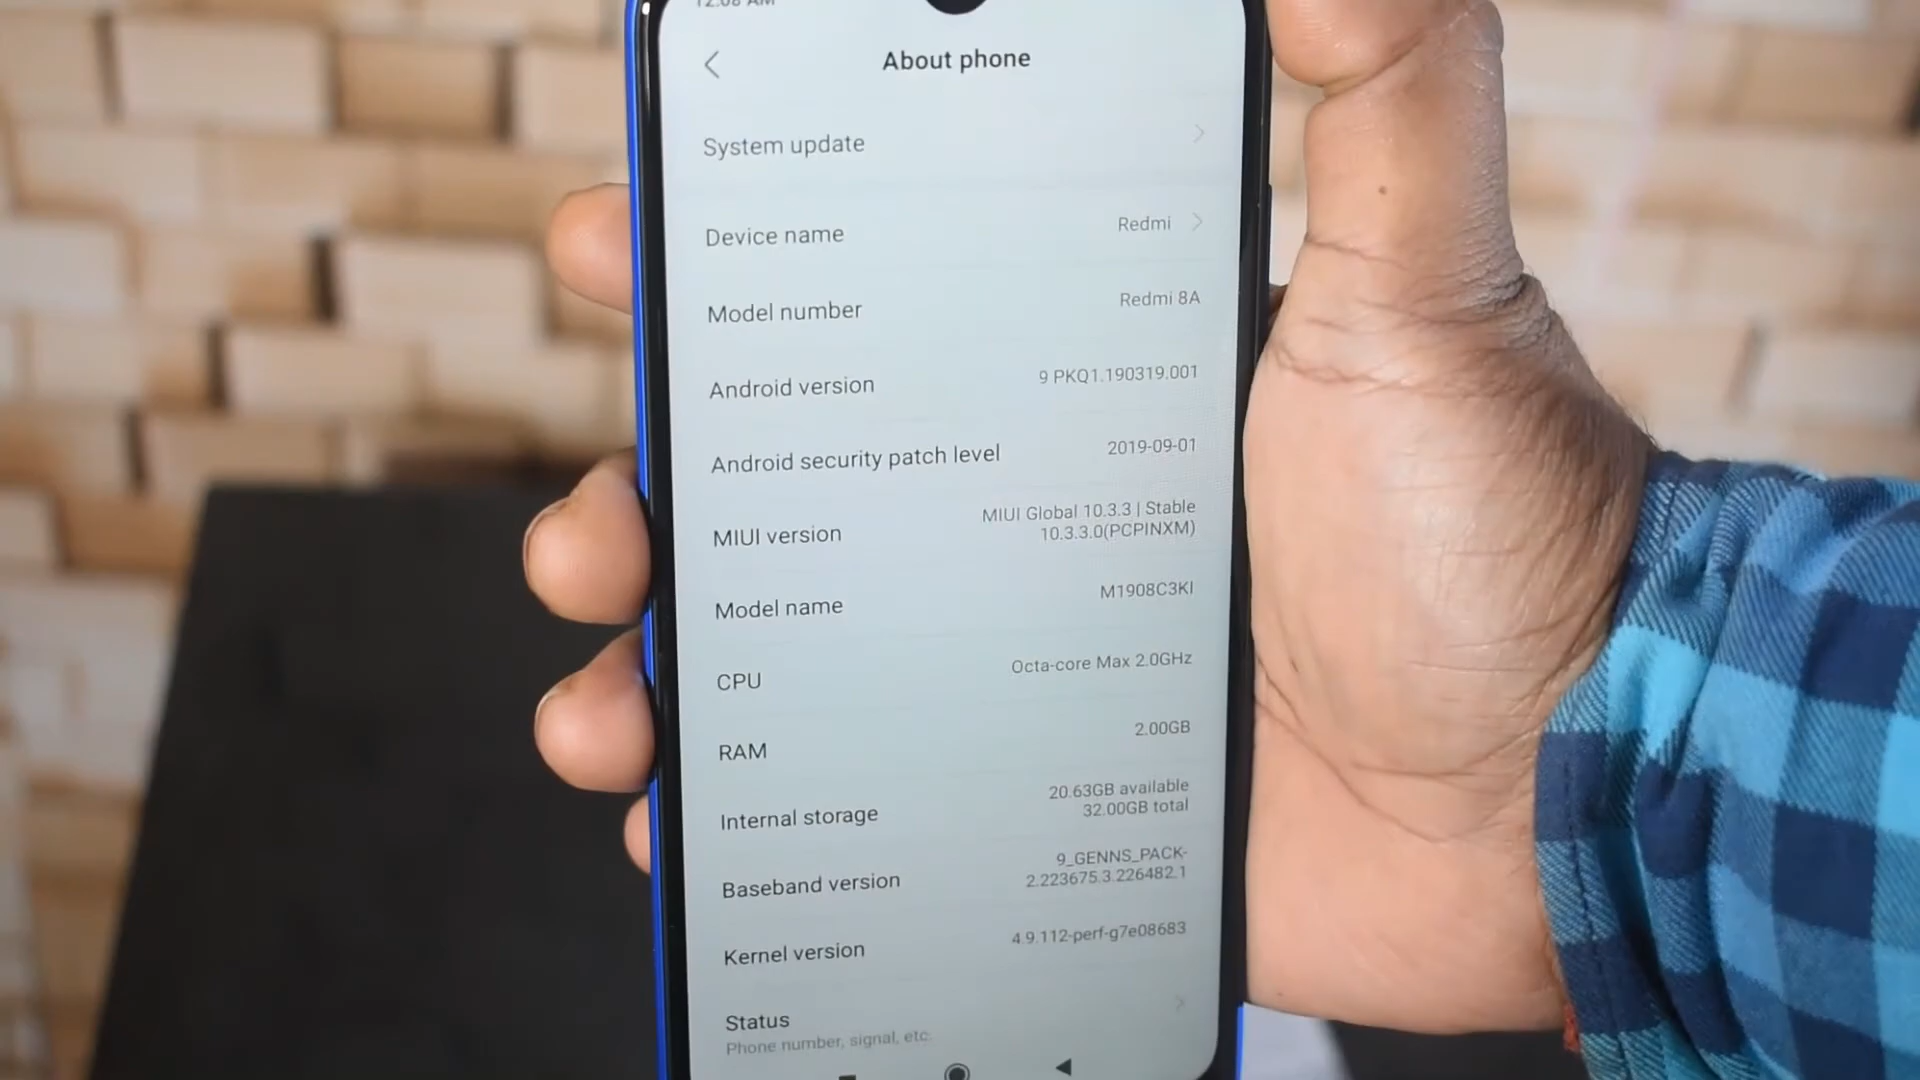 12:08 AM
About phone
System update
Device name Redmi
Model number Redmi 8A
Android version 9 PKQ1.190319.001
Android security patch level 2019-09-01
MIUI version MIUI Global 10.3.3 | Stable
10.3.3.0(PCPINXM)
Model name M1908C3KI
CPU Octa-core Max 2.0GHz
RAM 2.00GB
Internal storage 20.63GB available
32.00GB total
Baseband version 9_GENNS_PACK-
2.223675.3.226482.1
Kernel version 4.9.112-perf-g7e08683
Status
Phone number, signal, etc.